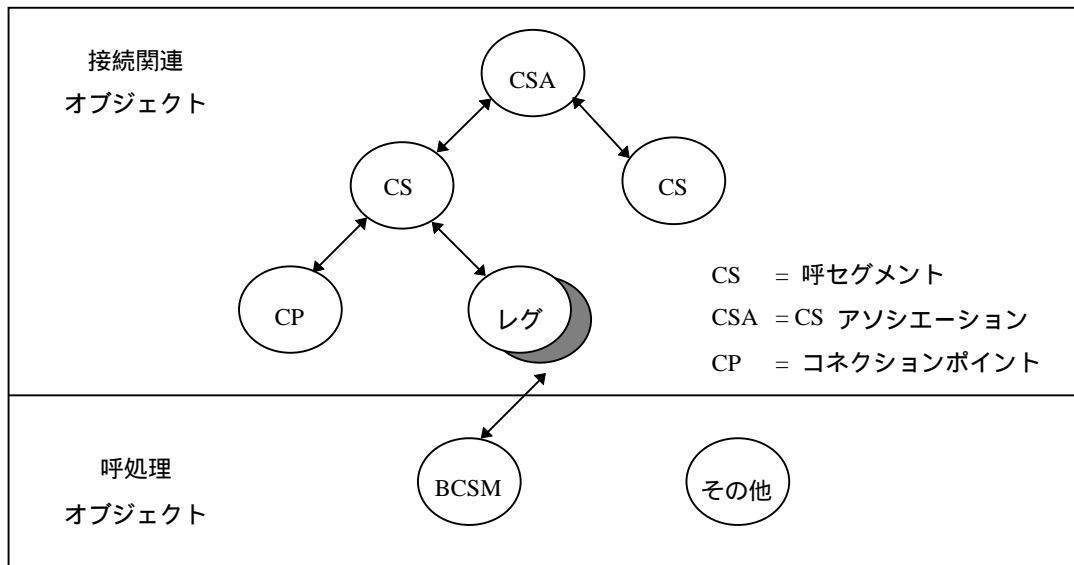 接続関連
オブジェクト
CSA
CS
CS
CP
レグ
CS = 呼セグメント
CSA = CS アソシエーション
CP = コネクションポイント
呼処理
オブジェクト
BCSM
その他